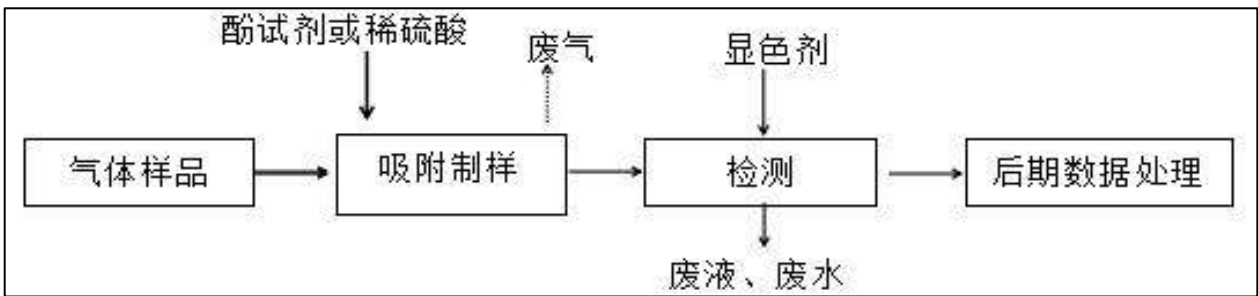 酚试剂或稀硫酸
废气
显色剂
气体样品
吸附制样
检测
后期数据处理
废液、废水